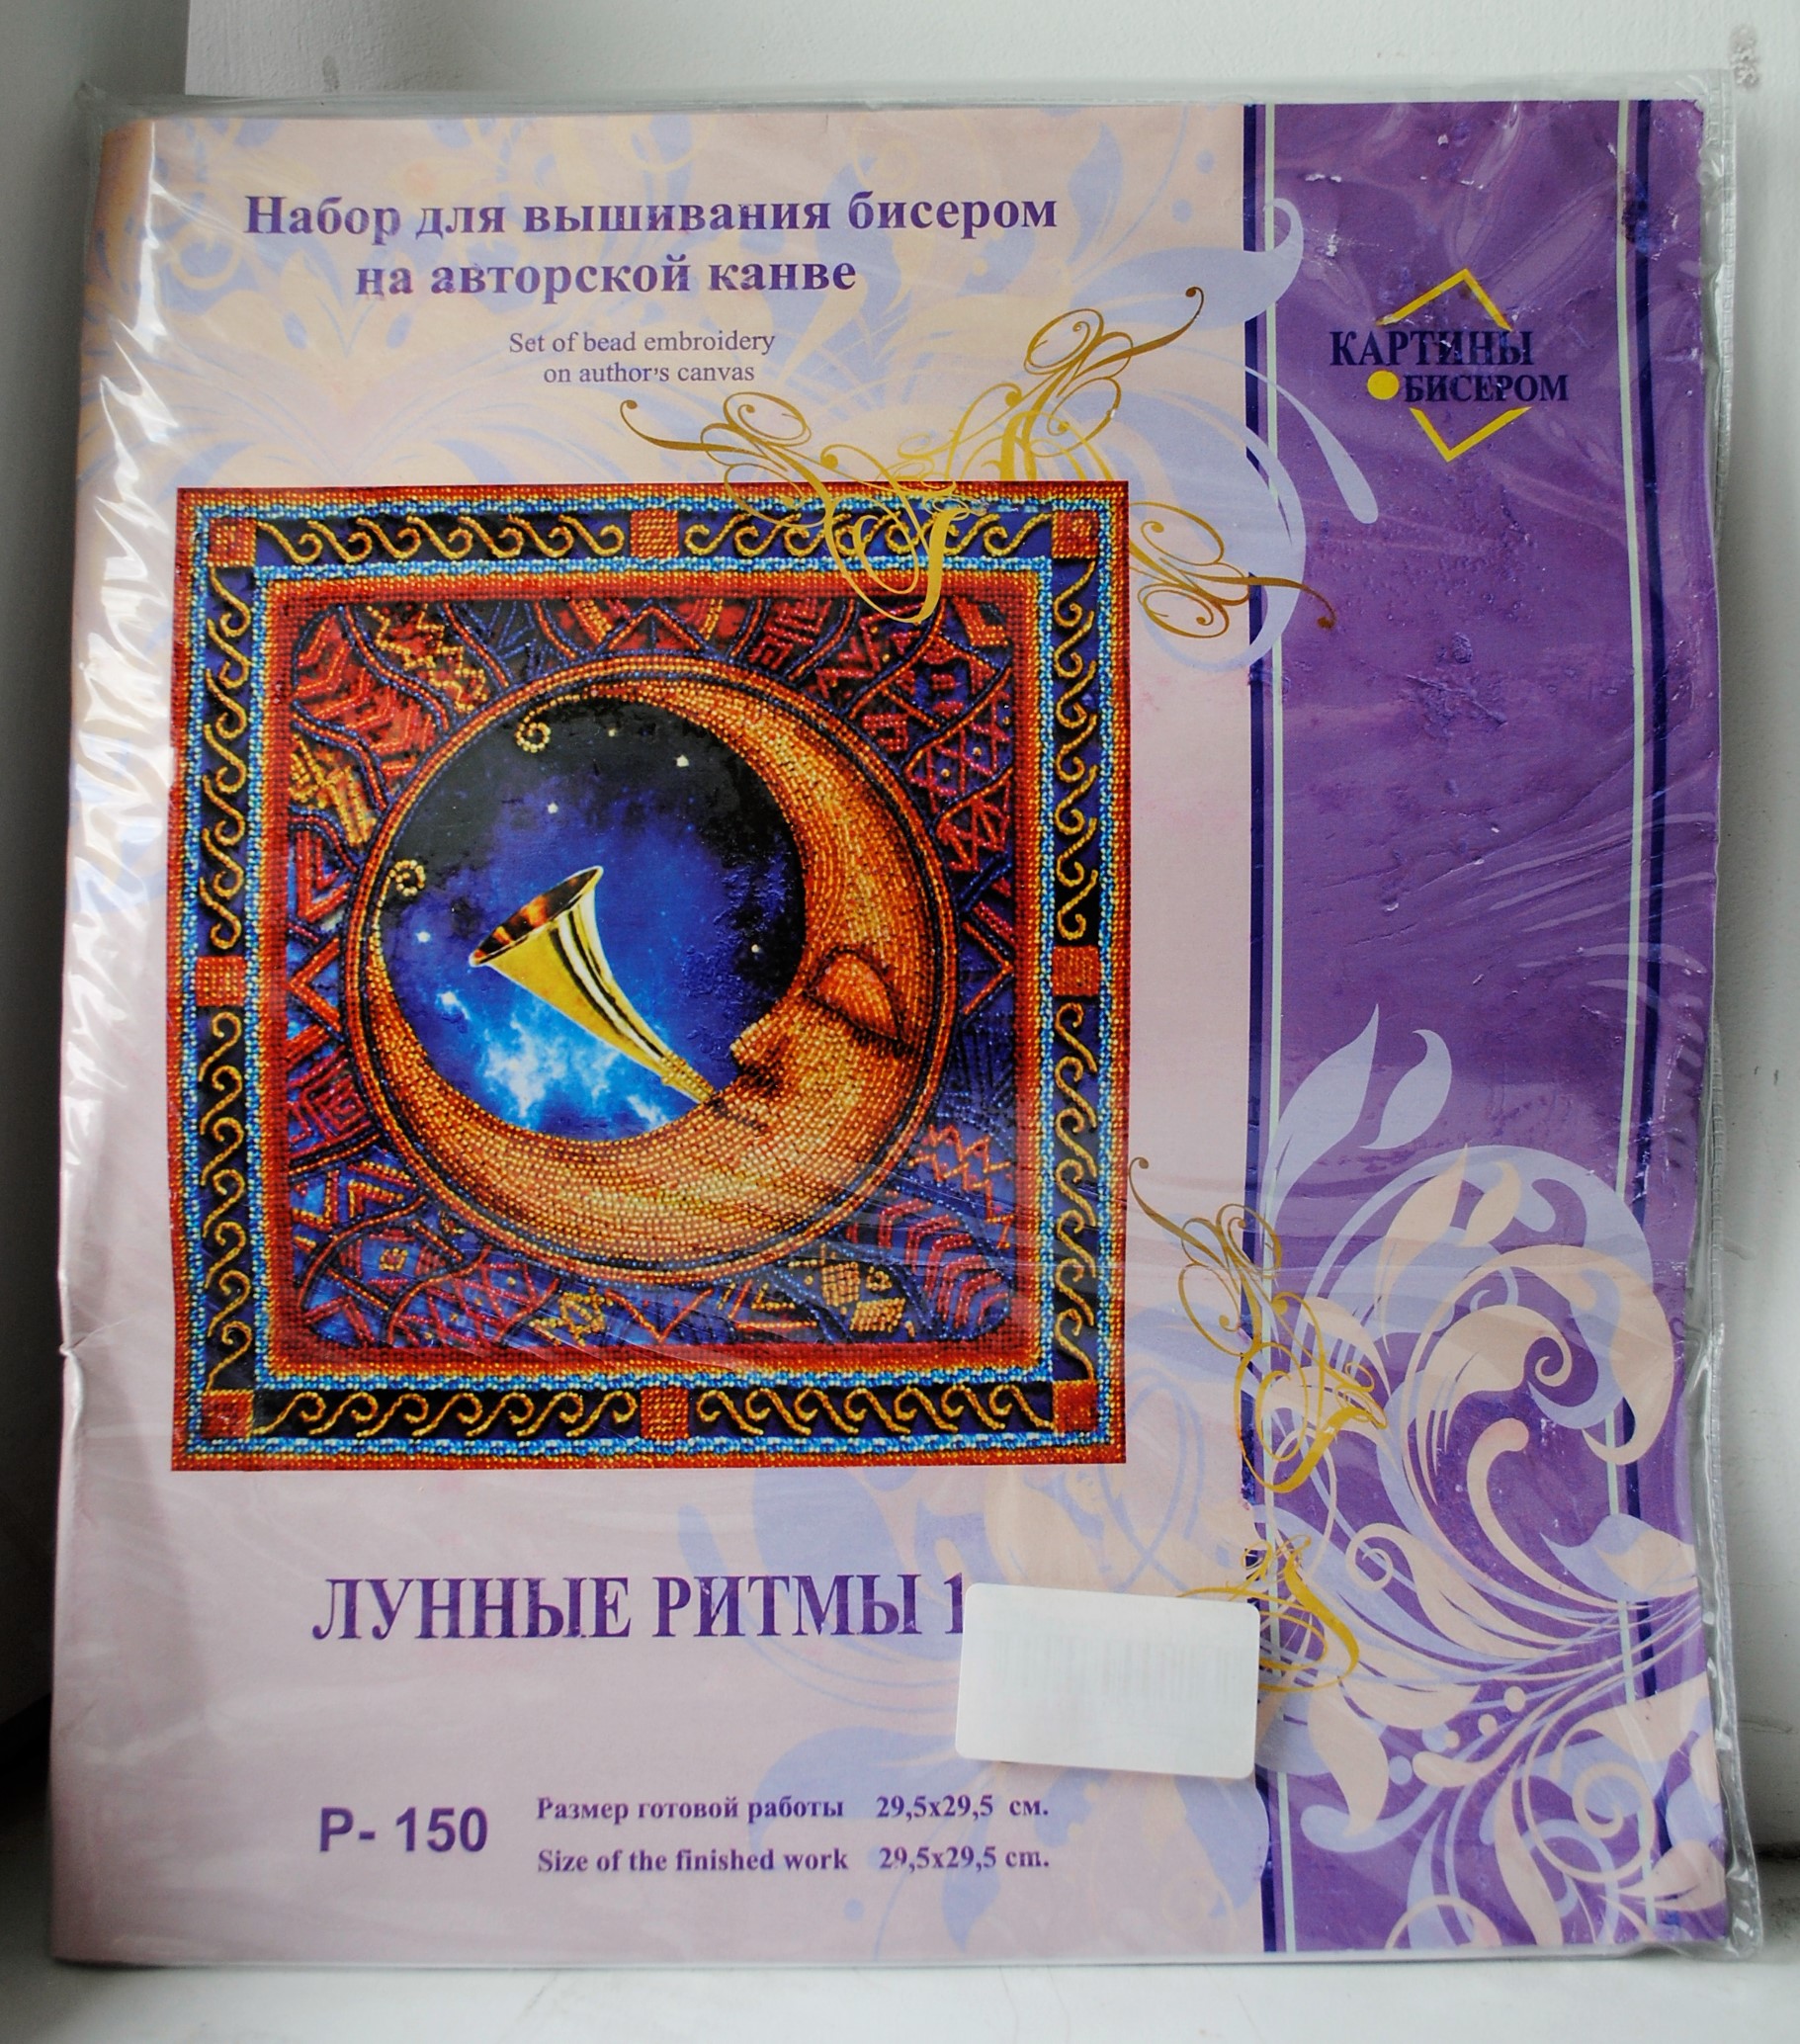 Набор для вышивания бисером
на авторской канве
Set of bead embroidery
on author's canvas
КАРТИНЫ
БИСЕРОМ
ЛУННЫЕ РИТМЫ 1
Р- 150
Размер готовой работы 29,5х29,5 см.
Size of the finished work 29,5x29,5 cm.